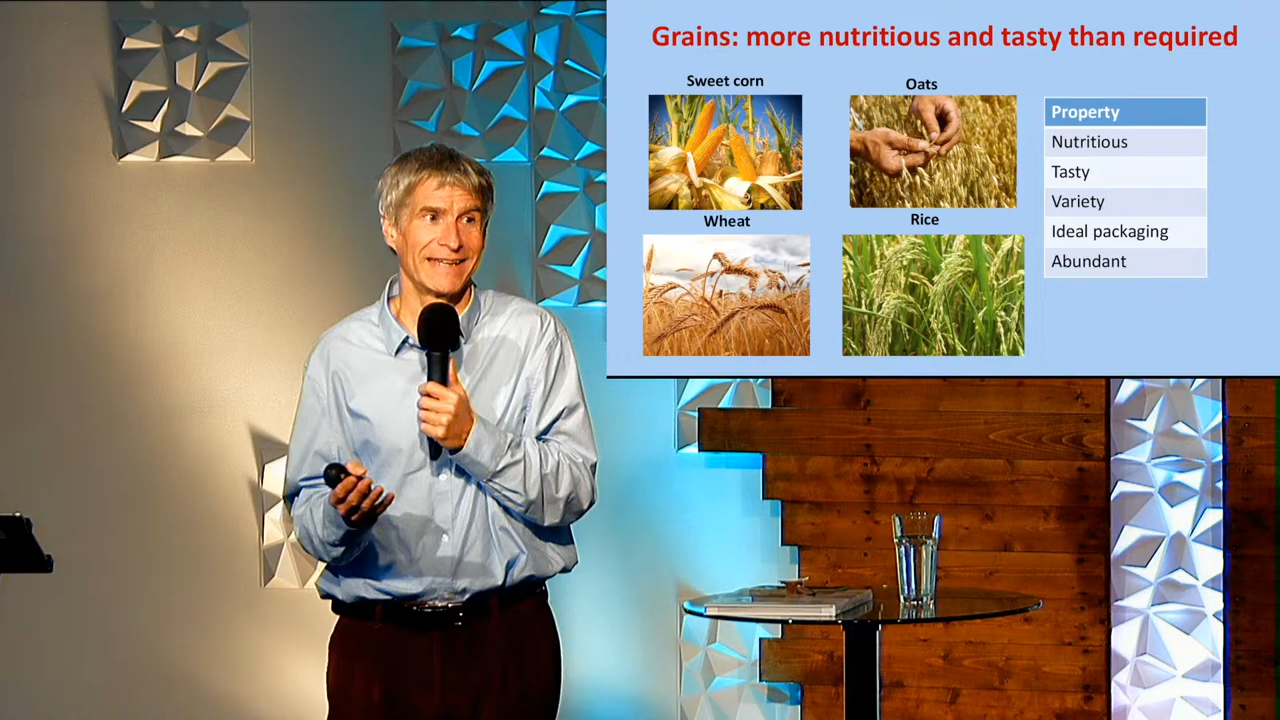 Grains: more nutritious and tasty than required
Sweet corn
Oats
Wheat
Rice
Property
Nutritious
Tasty
Variety
Ideal packaging
Abundant